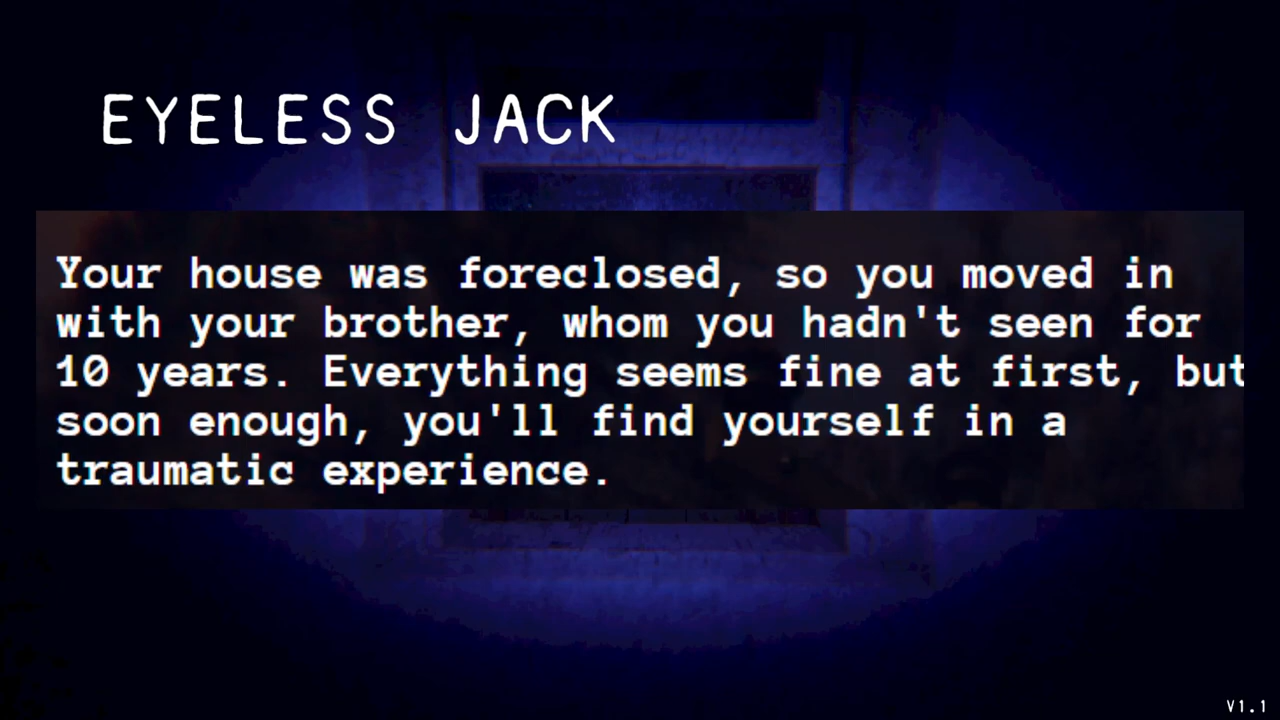 EYELESS JACK
Your house was foreclosed, so you moved in
with your brother, whom you hadn't seen for
10 years. Everything seems fine at first, but
soon enough, you'll find yourself in a
traumatic experience.
V1.1